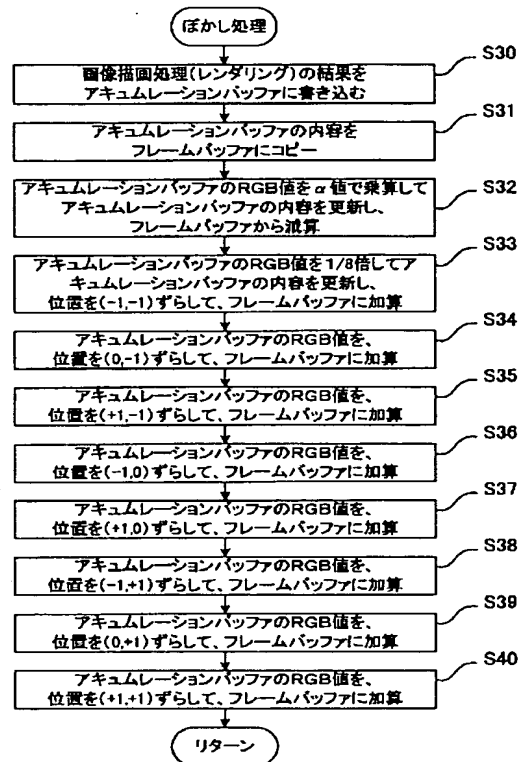 ぼかし処理
S30
画像描画処理(レンダリング)の結果を
アキュムレーションバッファに書き込む
S31
アキュムレーションバッファの内容を
フレームバッファにコピー
S32
アキュムレーションバッファのRGB値をα値で乗算して
アキュムレーションバッファの内容を更新し、
フレームバッファから減算
S33
アキュムレーションバッファのRGB値を1/8倍してア
キュムレーションバッファの内容を更新し、
位置を(-1,-1)ずらして、フレームバッファに加算
S34
アキュムレーションバッファのRGB値を、
位置を(0,-1)ずらして、フレームバッファに加算
S35
アキュムレーションバッファのRGB値を、
位置を(+1,-1)ずらして、フレームバッファに加算
S36
アキュムレーションバッファのRGB値を、
位置を(-1,0)ずらして、フレームバッファに加算
S37
アキュムレーションバッファのRGB値を、
位置を(+1,0)ずらして、フレームバッファに加算
S38
アキュムレーションバッファのRGB値を、
位置を(-1,+1)ずらして、フレームバッファに加算
S39
アキュムレーションバッファのRGB値を、
位置を(0,+1)ずらして、フレームバッファに加算
S40
アキュムレーションバッファのRGB値を、
位置を(+1,+1)ずらして、フレームバッファに加算
リターン